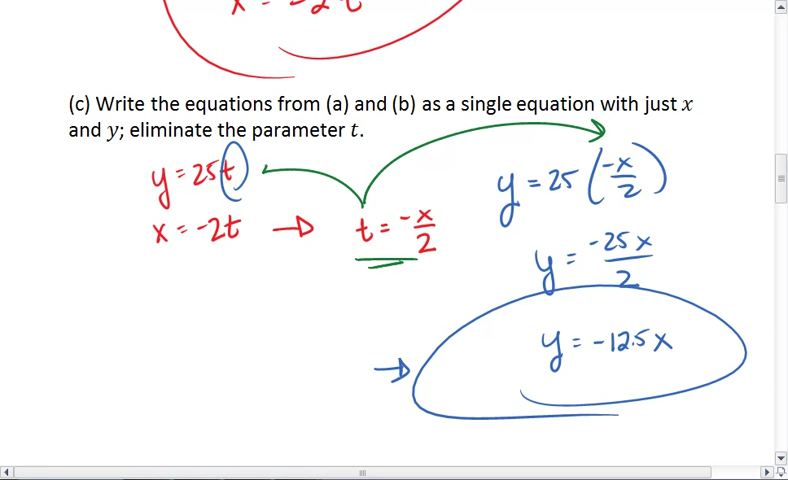 x = -2t
(c) Write the equations from (a) and (b) as a single equation with just x
and y; eliminate the parameter t.
y = 25t
x = -2t → t = -x/2
y = 25 (-x/2)
y = -25x/2
→ y = -12.5x